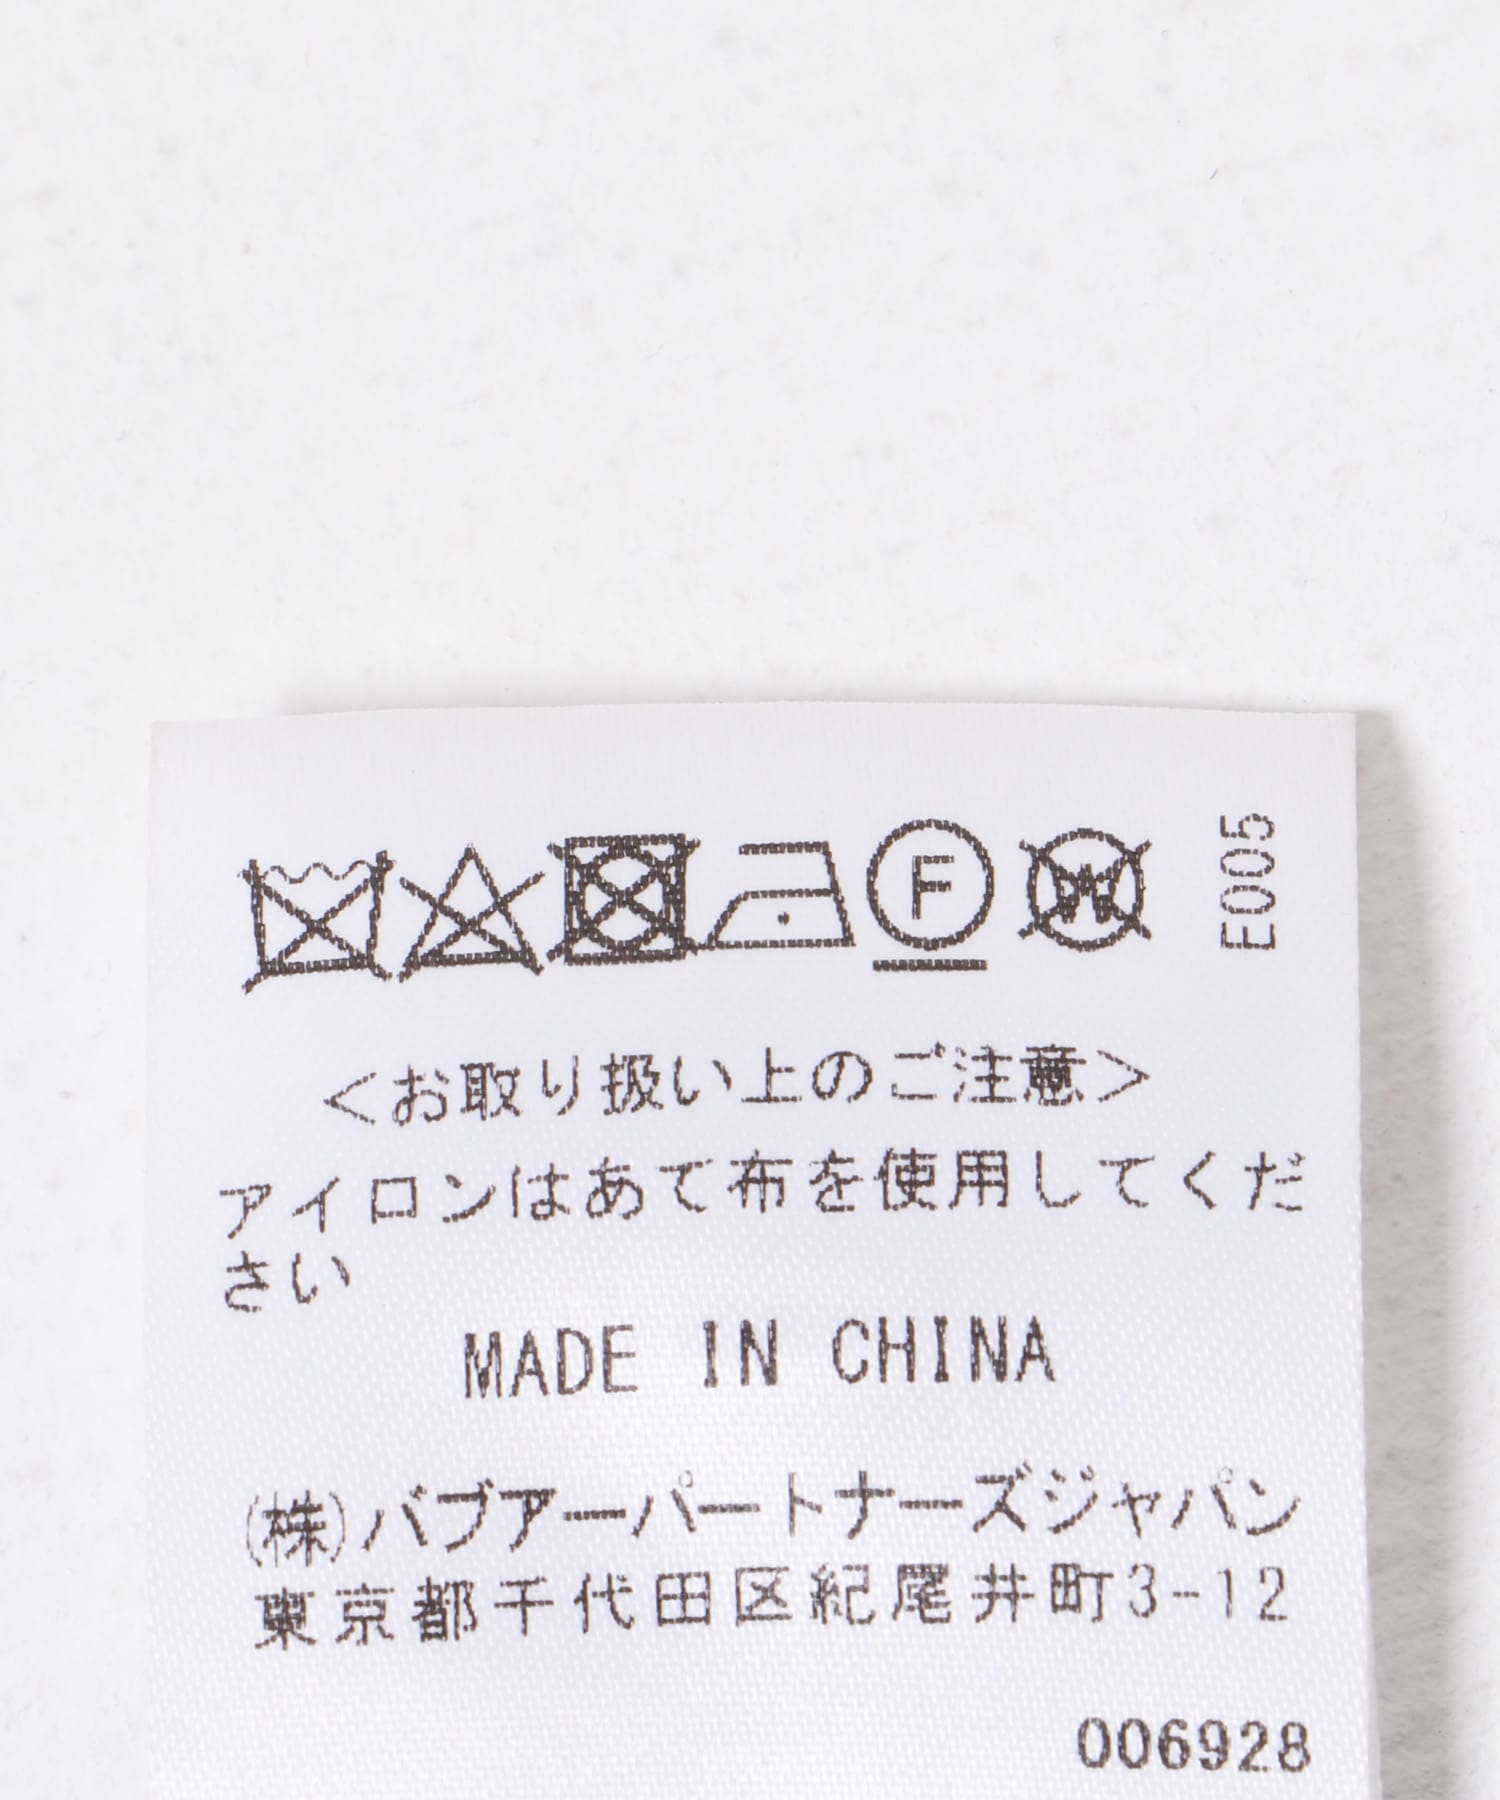 F W E005
<お取り扱い上のご注意>
アイロンはあて布を使用してくだ
さい
MADE IN CHINA
(株)バブアーパートナーズジャパン
東京都千代田区紀尾井町3-12
006928